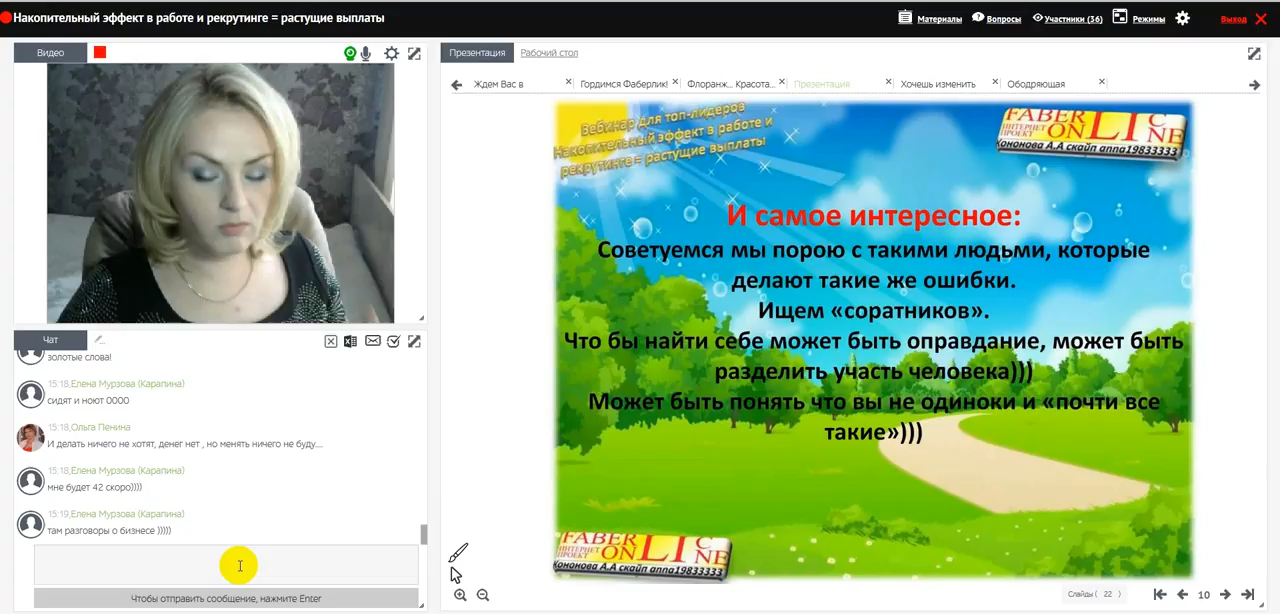 Накопительный эффект в работе и рекрутинге = растущие выплаты
Материалы
Вопросы
Участники (36)
Режимы
Выход
Видео
Презентация
Рабочий стол
Ждем Вас в
Гордимся Фаберлик!
Флоранж... Красота...
Презентация
Хочешь изменить
Ободряющая
Вебинар для топ-лидеров
Накопительный эффект в работе и
рекрутинге = растущие выплаты
FABERLIC
ИНТЕРНЕТ ПРОЕКТ
ONLINE
Кононова А.А скайп anna19833333
И самое интересное:
Советуемся мы порою с такими людьми, которые
делают такие же ошибки.
Ищем «соратников».
Что бы найти себе может быть оправдание, может быть
разделить участь человека)))
Может быть понять что вы не одиноки и «почти все
такие»)))
FABERLIC
ИНТЕРНЕТ ПРОЕКТ
ONLINE
Кононова А.А скайп anna19833333
Чат
золотые слова!
15:18,Елена Мурзова (Карапина)
сидят и ноют 0000
15:18,Ольга Пенина
И делать ничего не хотят, денег нет , но менять ничего не буду....
15:18,Елена Мурзова (Карапина)
мне будет 42 скоро))))
15:19,Елена Мурзова (Карапина)
там разговоры о бизнесе )))))
Чтобы отправить сообщение, нажмите Enter
Слайды ( 22 )
10